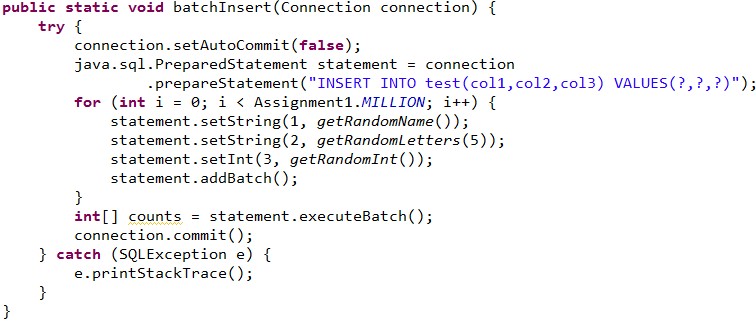 public static void batchInsert(Connection connection) {
    try {
        connection.setAutoCommit(false);
        java.sql.PreparedStatement statement = connection
                .prepareStatement("INSERT INTO test(col1,col2,col3) VALUES(?,?,?)");
        for (int i = 0; i < Assignment1.MILLION; i++) {
            statement.setString(1, getRandomName());
            statement.setString(2, getRandomLetters(5));
            statement.setInt(3, getRandomInt());
            statement.addBatch();
        }
        int[] counts = statement.executeBatch();
        connection.commit();
    } catch (SQLException e) {
        e.printStackTrace();
    }
}